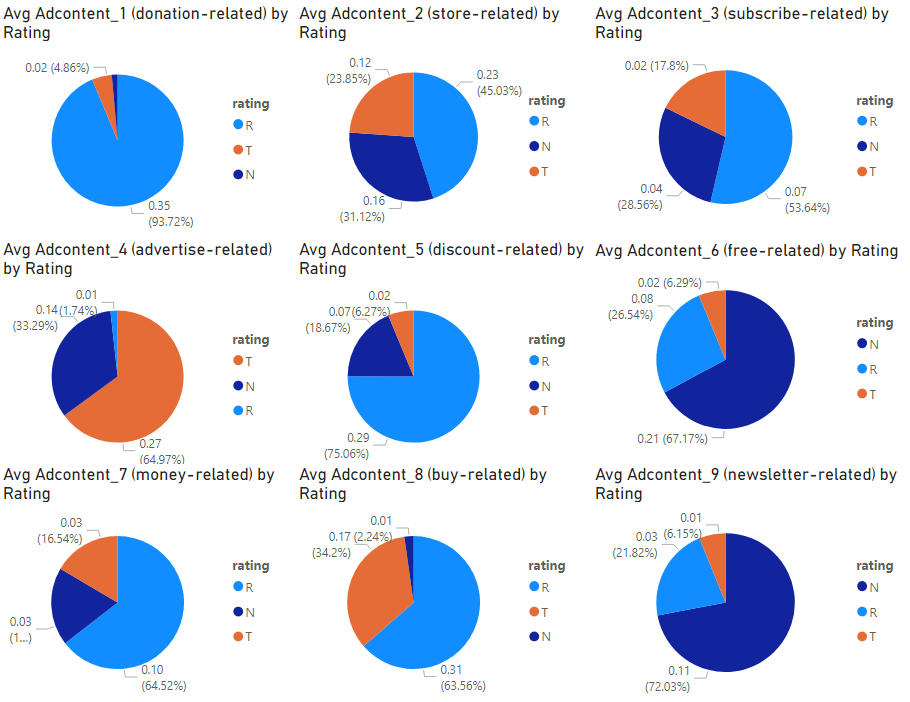 Avg Adcontent_1 (donation-related) by
Rating
0.02 (4.86%)
0.35
(93.72%)
rating
R
T
N
Avg Adcontent_2 (store-related) by
Rating
0.12
(23.85%)
0.23
(45.03%)
0.16
(31.12%)
rating
R
N
T
Avg Adcontent_3 (subscribe-related) by
Rating
0.02 (17.8%)
0.04
(28.56%)
0.07
(53.64%)
rating
R
N
T
Avg Adcontent_4 (advertise-related)
by Rating
0.01
(1.74%)
0.14
(33.29%)
0.27
(64.97%)
rating
T
N
R
Avg Adcontent_5 (discount-related) by
Rating
0.02
(6.27%)
0.07
(18.67%)
0.29
(75.06%)
rating
R
N
T
Avg Adcontent_6 (free-related) by Rating
0.02 (6.29%)
0.08
(26.54%)
0.21 (67.17%)
rating
N
R
T
Avg Adcontent_7 (money-related) by
Rating
0.03
(16.54%)
0.03
(1...)
0.10
(64.52%)
rating
R
N
T
Avg Adcontent_8 (buy-related) by
Rating
0.01
(2.24%)
0.17
(34.2%)
0.31
(63.56%)
rating
R
T
N
Avg Adcontent_9 (newsletter-related) by
Rating
0.01
(6.15%)
0.03
(21.82%)
0.11
(72.03%)
rating
N
R
T